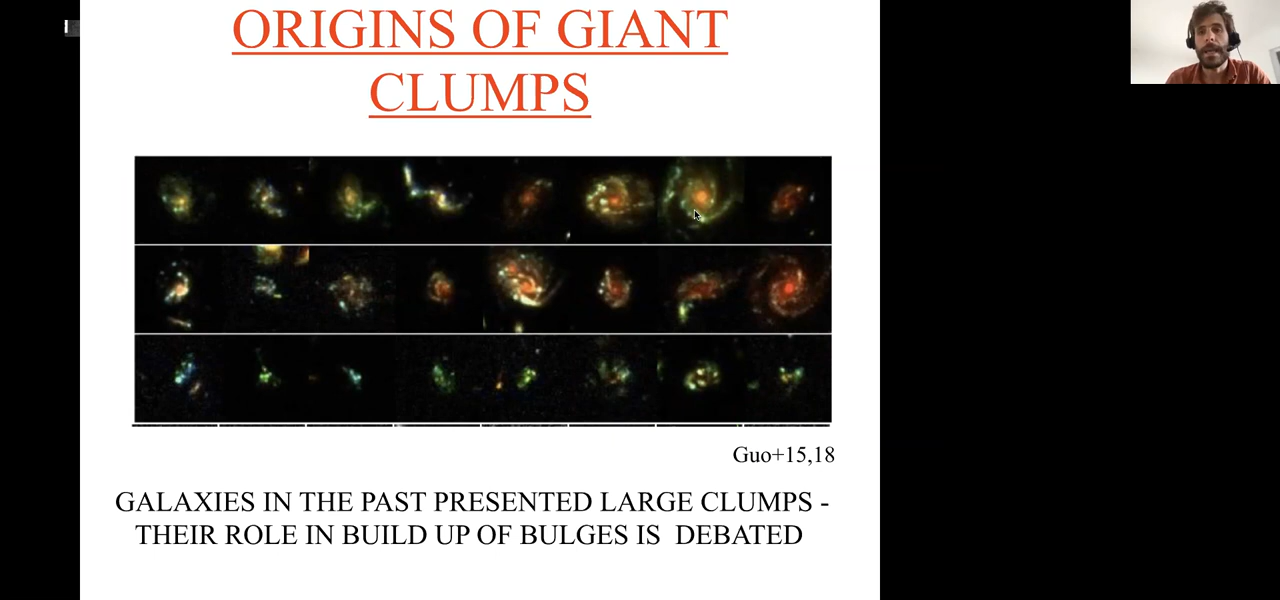 ORIGINS OF GIANT
CLUMPS
Guo+15,18
GALAXIES IN THE PAST PRESENTED LARGE CLUMPS -
THEIR ROLE IN BUILD UP OF BULGES IS DEBATED